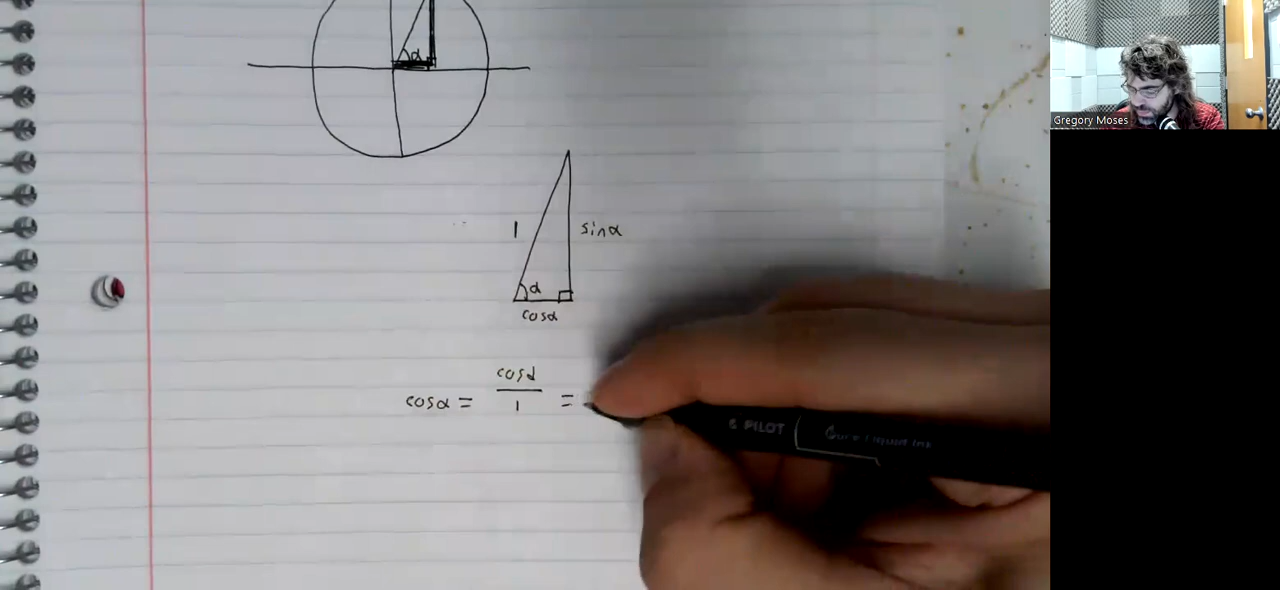 Gregory Moses
α
1
sinα
α
cosα
cosα
cosα = —— =
1
G PILOT